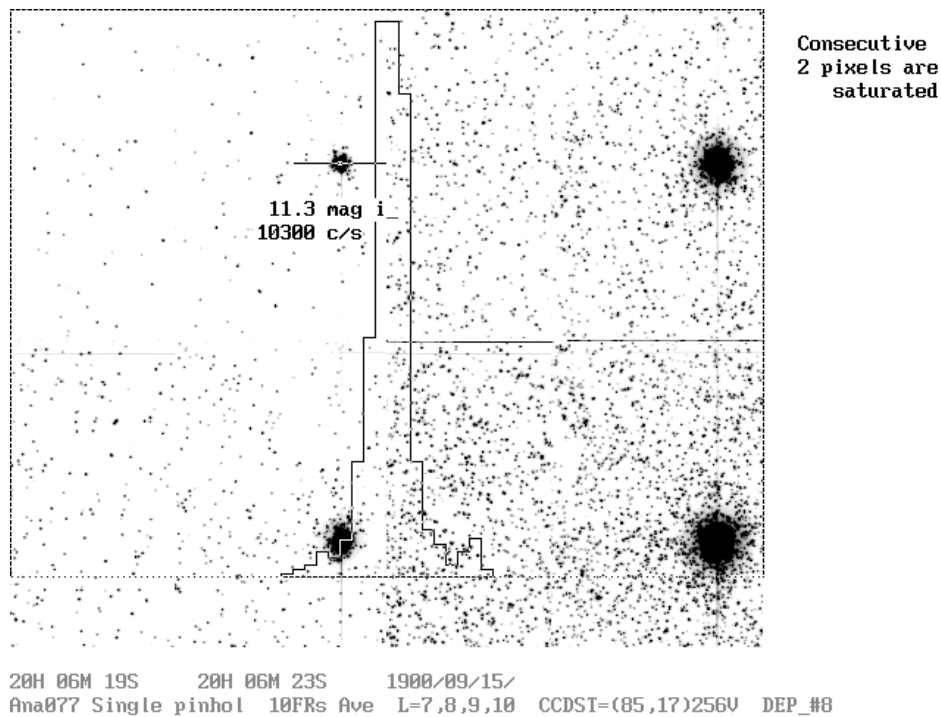 Consecutive
2 pixels are
saturated
11.3 mag i_
10300 c/s
20H 06M 19S 20H 06M 23S 1900/09/15/
Ana077 Single pinhol 10FRs Ave L=7,8,9,10 CCDST=(85,17)256V DEP_#8